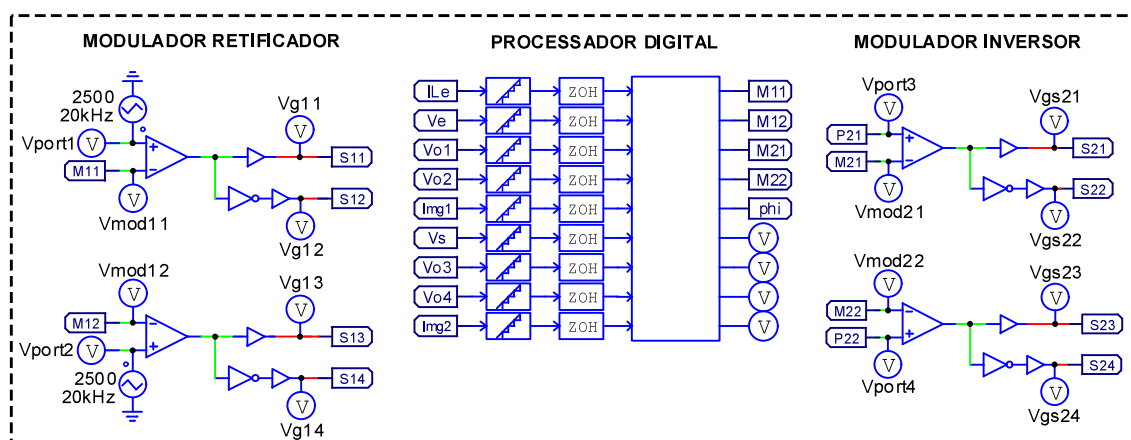 MODULADOR RETIFICADOR
2500
20kHz
Vport1
V
M11
V
Vmod11
Vg11
V
S11
S12
V
Vg12
Vmod12
V
M12
Vport2
V
2500
20kHz
Vg13
V
S13
S14
V
Vg14
PROCESSADOR DIGITAL
ILe ZOH M11
Ve ZOH M12
Vo1 ZOH M21
Vo2 ZOH M22
Img1 ZOH phi
Vs ZOH V
Vo3 ZOH V
Vo4 ZOH V
Img2 ZOH V
MODULADOR INVERSOR
Vport3
V
P21
M21
V
Vmod21
Vgs21
V
S21
S22
V
Vgs22
Vmod22
V
M22
P22
V
Vport4
Vgs23
V
S23
S24
V
Vgs24